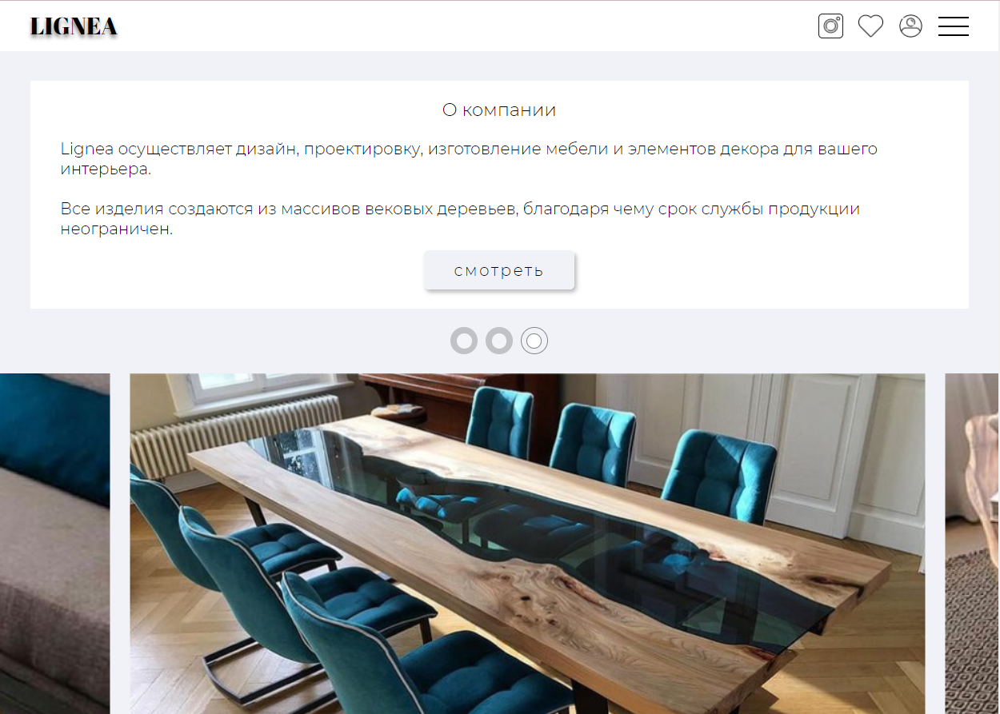 LIGNEA
О компании
Lignea осуществляет дизайн, проектировку, изготовление мебели и элементов декора для вашего
интерьера.
Все изделия создаются из массивов вековых деревьев, благодаря чему срок службы продукции
неограничен.
смотреть